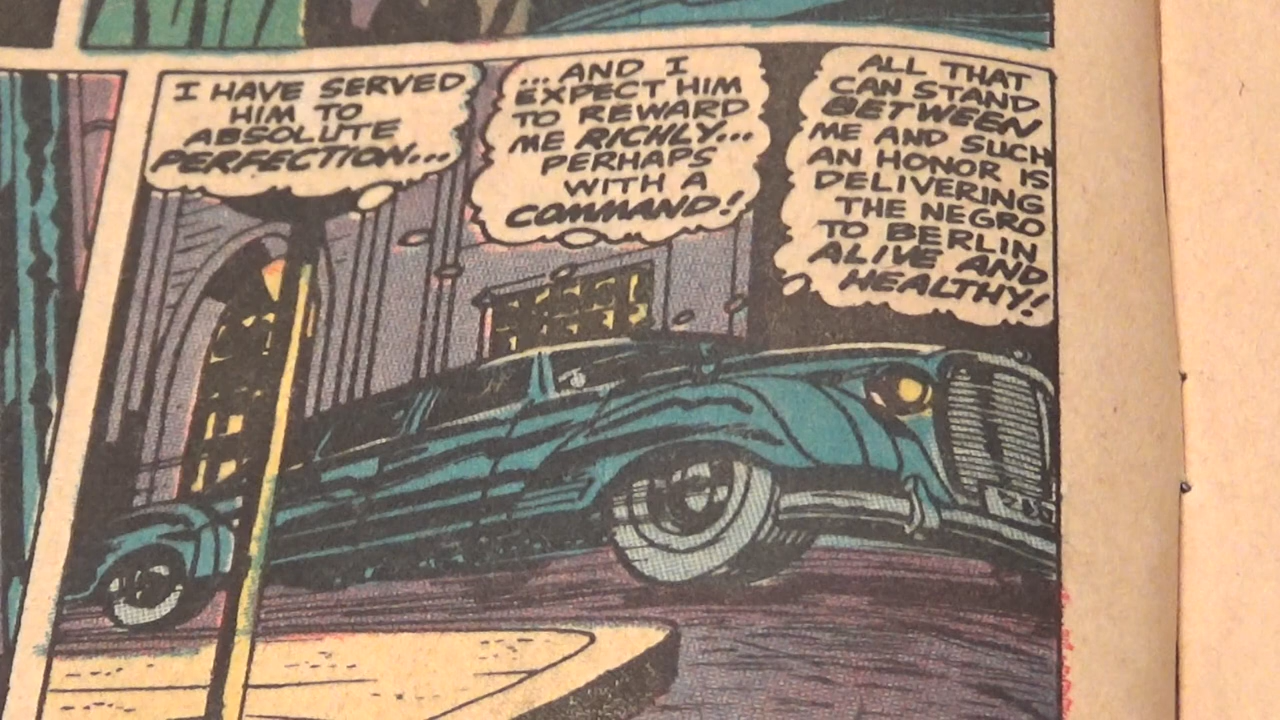 I HAVE SERVED
HIM TO
ABSOLUTE
PERFECTION...
...AND I
EXPECT HIM
TO REWARD
ME RICHLY...
PERHAPS
WITH A
COMMAND!
ALL THAT
CAN STAND
BETWEEN
ME AND SUCH
AN HONOR IS
DELIVERING
THE NEGRO
TO BERLIN
ALIVE AND
HEALTHY!